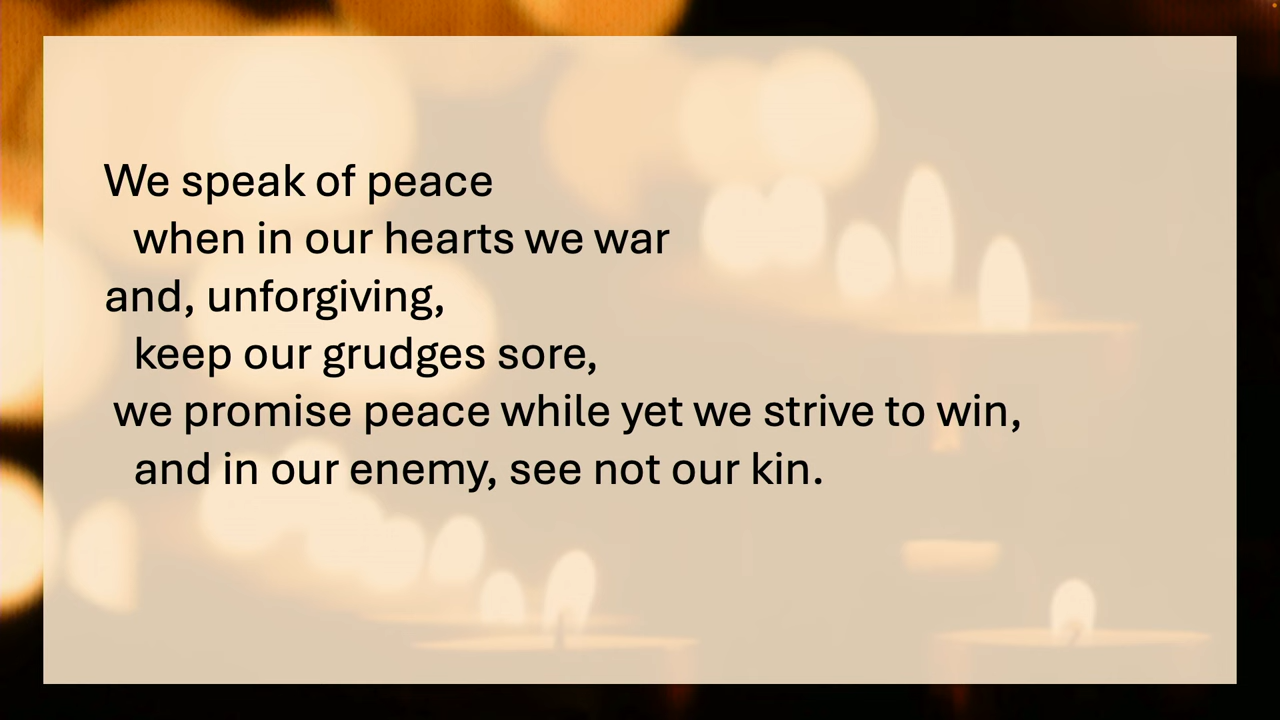 We speak of peace
when in our hearts we war
and, unforgiving,
keep our grudges sore,
we promise peace while yet we strive to win,
and in our enemy, see not our kin.